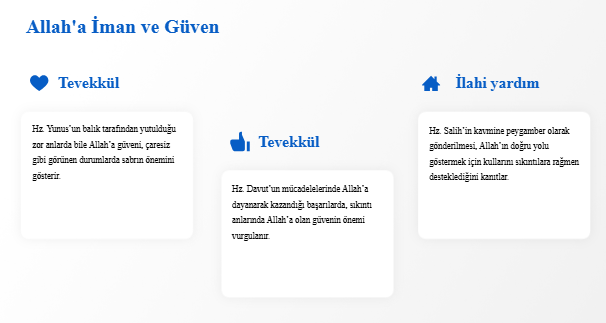 Allah'a İman ve Güven
Tevekkül
Hz. Yunus’un balık tarafından yutulduğu
zor anlarda bile Allah’a güveni, çaresiz
gibi görünen durumlarda sabrın önemini
gösterir.
Tevekkül
Hz. Davut’un mücadelelerinde Allah’a
dayanarak kazandığı başarılarda, sıkıntı
anlarında Allah’a olan güvenin önemi
vurgulanır.
İlahi yardım
Hz. Salih’in kavmine peygamber olarak
gönderilmesi, Allah’ın doğru yolu
göstermek için kullarını sıkıntılara rağmen
desteklediğini kanıtlar.